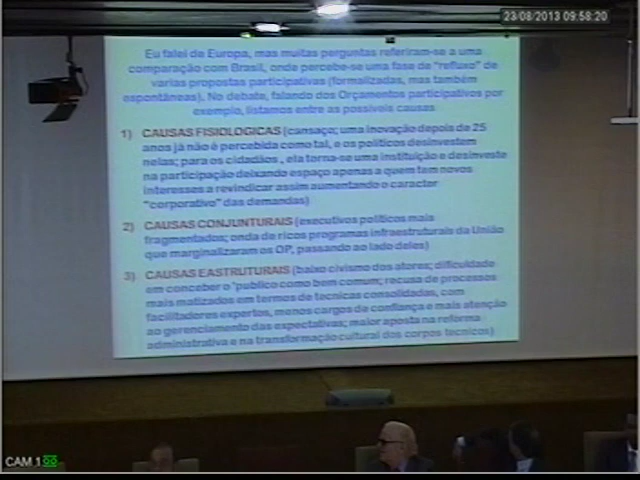 23/08/2013 09:58:20
Eu falei de Europa, mas muitas perguntas referiram-se a uma
comparação com Brasil, onde percebe-se uma fase de "refluxo" de
varias propostas participativas (formalizadas, mas também
espontâneas). No debate, falando dos Orçamentos participativos por
exemplo, listamos entre as possíveis causas
1) CAUSAS FISIOLOGICAS (cansaço; uma inovação depois de 25
anos já não é percebida como tal, e os políticos desinvestem
nelas; para os cidadãos , ela torna-se uma instituição e desinveste
na participação deixando espaço apenas a quem tem novos
interesses a revindicar assim aumentando o caracter
"corporativo" das demandas)
2) CAUSAS CONJUNTURAIS (executivos políticos mais
fragmentados; onda de ricos programas infraestruturais da União
que marginalizaram os OP, passando ao lado deles)
3) CAUSAS EASTRUTURAIS (baixo civismo dos atores; dificuldade
em conceber o 'publico como bem comum; recusa de processos
mais matizados em termos de tecnicas consolidadas, com
facilitadores expertos, menos cargos de confiança e mais atenção
ao gerenciamento das expectativas; maior aposta na reforma
administrativa e na transformação cultural dos corpos tecnicos)
CAM 1